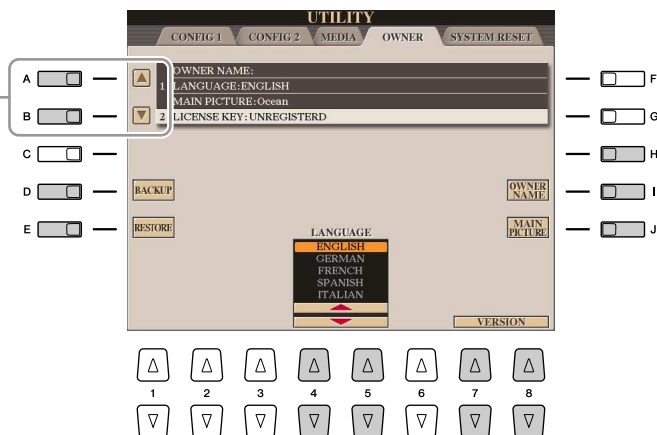 UTILITY
CONFIG 1 CONFIG 2 MEDIA OWNER SYSTEM RESET
OWNER NAME:
1 LANGUAGE:ENGLISH
MAIN PICTURE:Ocean
2 LICENSE KEY:UNREGISTERD
A
B
C
D
E
F
G
H
I
J
BACKUP
OWNER NAME
RESTORE
MAIN PICTURE
LANGUAGE
ENGLISH
GERMAN
FRENCH
SPANISH
ITALIAN
VERSION
1 2 3 4 5 6 7 8